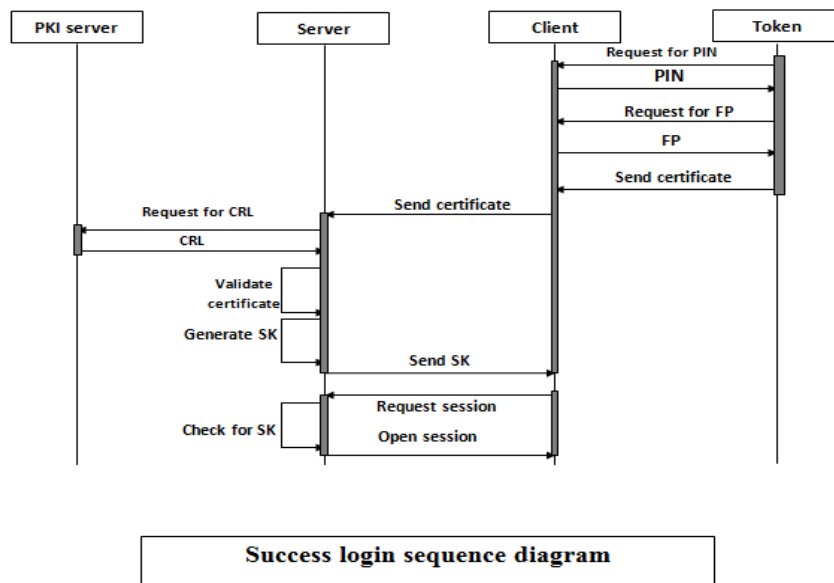 PKI server
Server
Client
Token
Request for PIN
PIN
Request for FP
FP
Send certificate
Send certificate
Request for CRL
CRL
Validate
certificate
Generate SK
Send SK
Request session
Check for SK
Open session
Success login sequence diagram